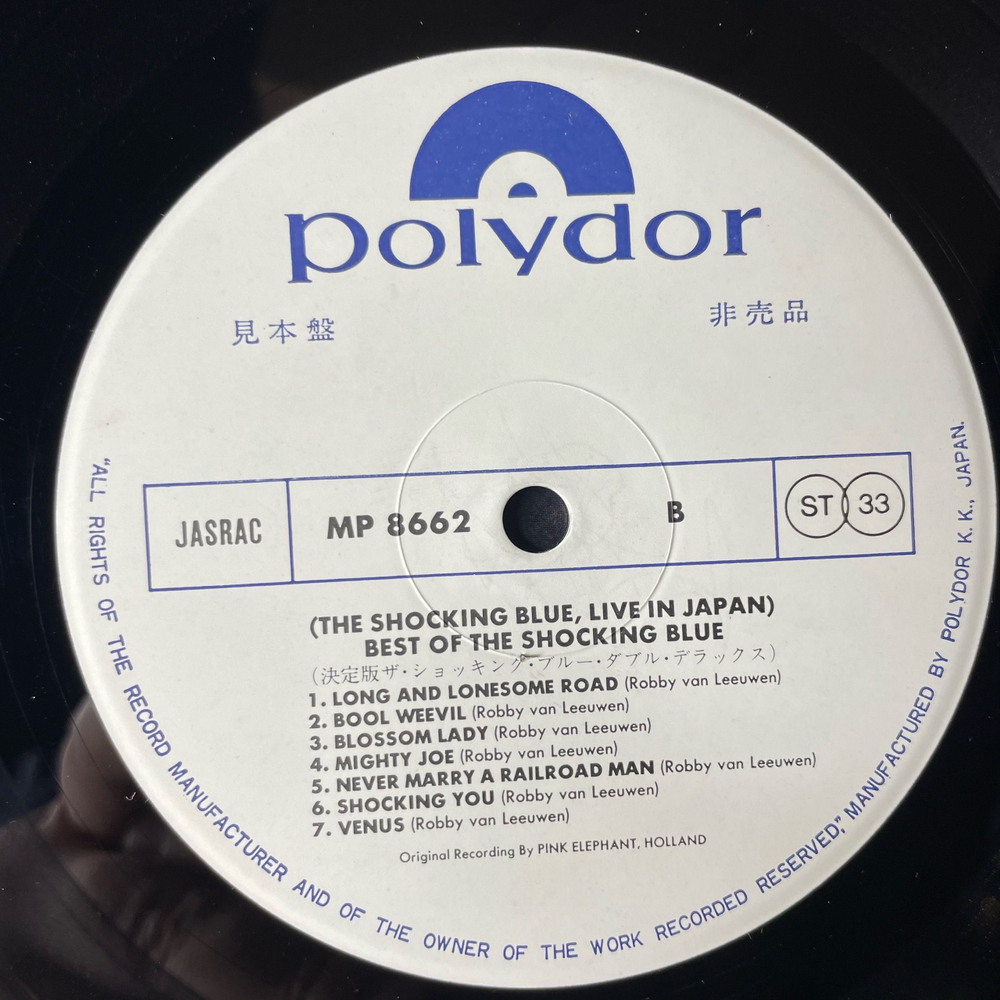 polydor
見本盤
非売品
JASRAC
MP 8662
B
ST 33
(THE SHOCKING BLUE, LIVE IN JAPAN)
BEST OF THE SHOCKING BLUE
(決定版ザ・ショッキング・ブルー・ダブル・デラックス)
1. LONG AND LONESOME ROAD (Robby van Leeuwen)
2. BOOL WEEVIL (Robby van Leeuwen)
3. BLOSSOM LADY (Robby van Leeuwen)
4. MIGHTY JOE (Robby van Leeuwen)
5. NEVER MARRY A RAILROAD MAN (Robby van Leeuwen)
6. SHOCKING YOU (Robby van Leeuwen)
7. VENUS (Robby van Leeuwen)
Original Recording By PINK ELEPHANT, HOLLAND
"ALL RIGHTS OF THE RECORD MANUFACTURER AND OF THE OWNER OF THE WORK RECORDED RESERVED," MANUFACTURED BY POLYDOR K. K., JAPAN.